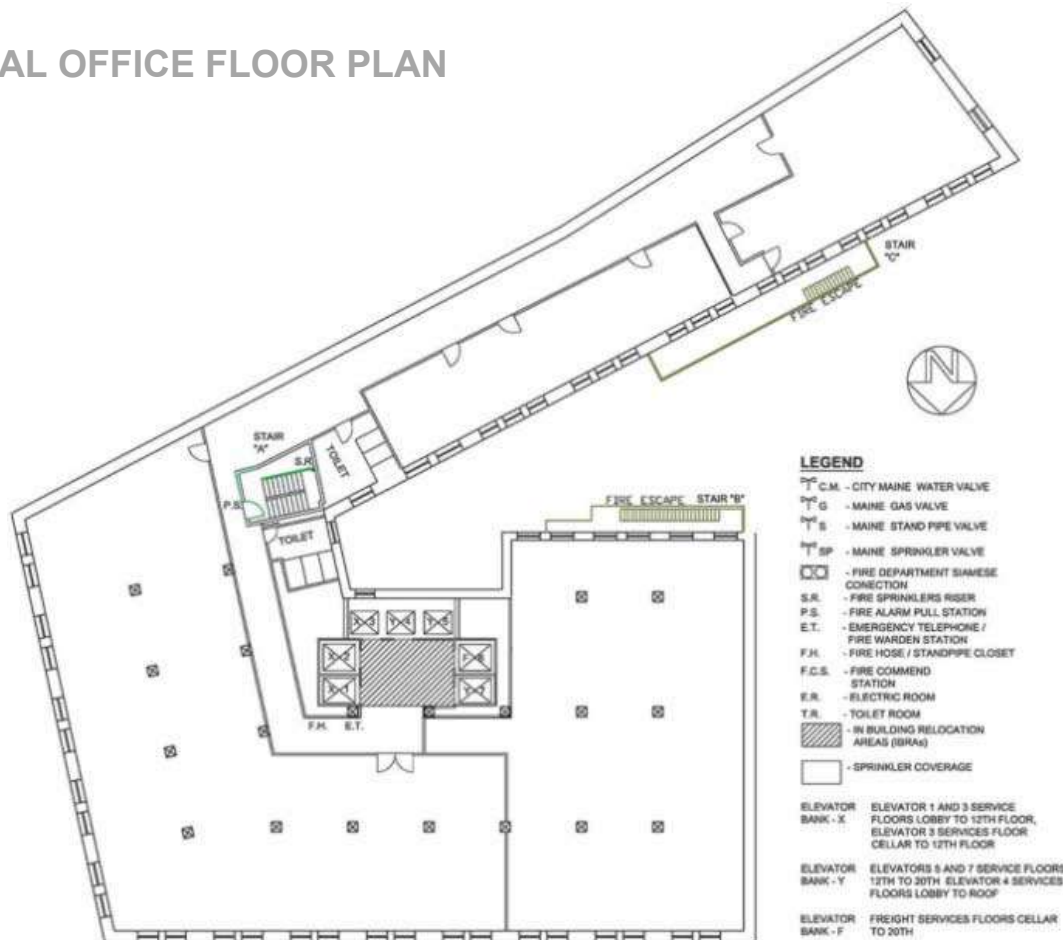 AL OFFICE FLOOR PLAN
STAIR
"C"
FIRE ESCAPE
N
STAIR
"A"
S.R
TOILET
P.S.
TOILET
FIRE ESCAPE STAIR "B"
X-3
X-2
X-1
F.H. E.T.
LEGEND
C.M. - CITY MAINE WATER VALVE
G - MAINE GAS VALVE
S - MAINE STAND PIPE VALVE
SP - MAINE SPRINKLER VALVE
- FIRE DEPARTMENT SIAMESE
CONECTION
S.R. - FIRE SPRINKLERS RISER
P.S. - FIRE ALARM PULL STATION
E.T. - EMERGENCY TELEPHONE /
FIRE WARDEN STATION
F.H. - FIRE HOSE / STANDPIPE CLOSET
F.C.S. - FIRE COMMEND
STATION
E.R. - ELECTRIC ROOM
T.R. - TOILET ROOM
- IN BUILDING RELOCATION
AREAS (IBRAs)
- SPRINKLER COVERAGE
ELEVATOR ELEVATOR 1 AND 3 SERVICE
BANK - X FLOORS LOBBY TO 12TH FLOOR,
ELEVATOR 3 SERVICES FLOOR
CELLAR TO 12TH FLOOR
ELEVATOR ELEVATORS 5 AND 7 SERVICE FLOORS
BANK - Y 12TH TO 20TH ELEVATOR 4 SERVICES
FLOORS LOBBY TO ROOF
ELEVATOR FREIGHT SERVICES FLOORS CELLAR
BANK - F TO 20TH